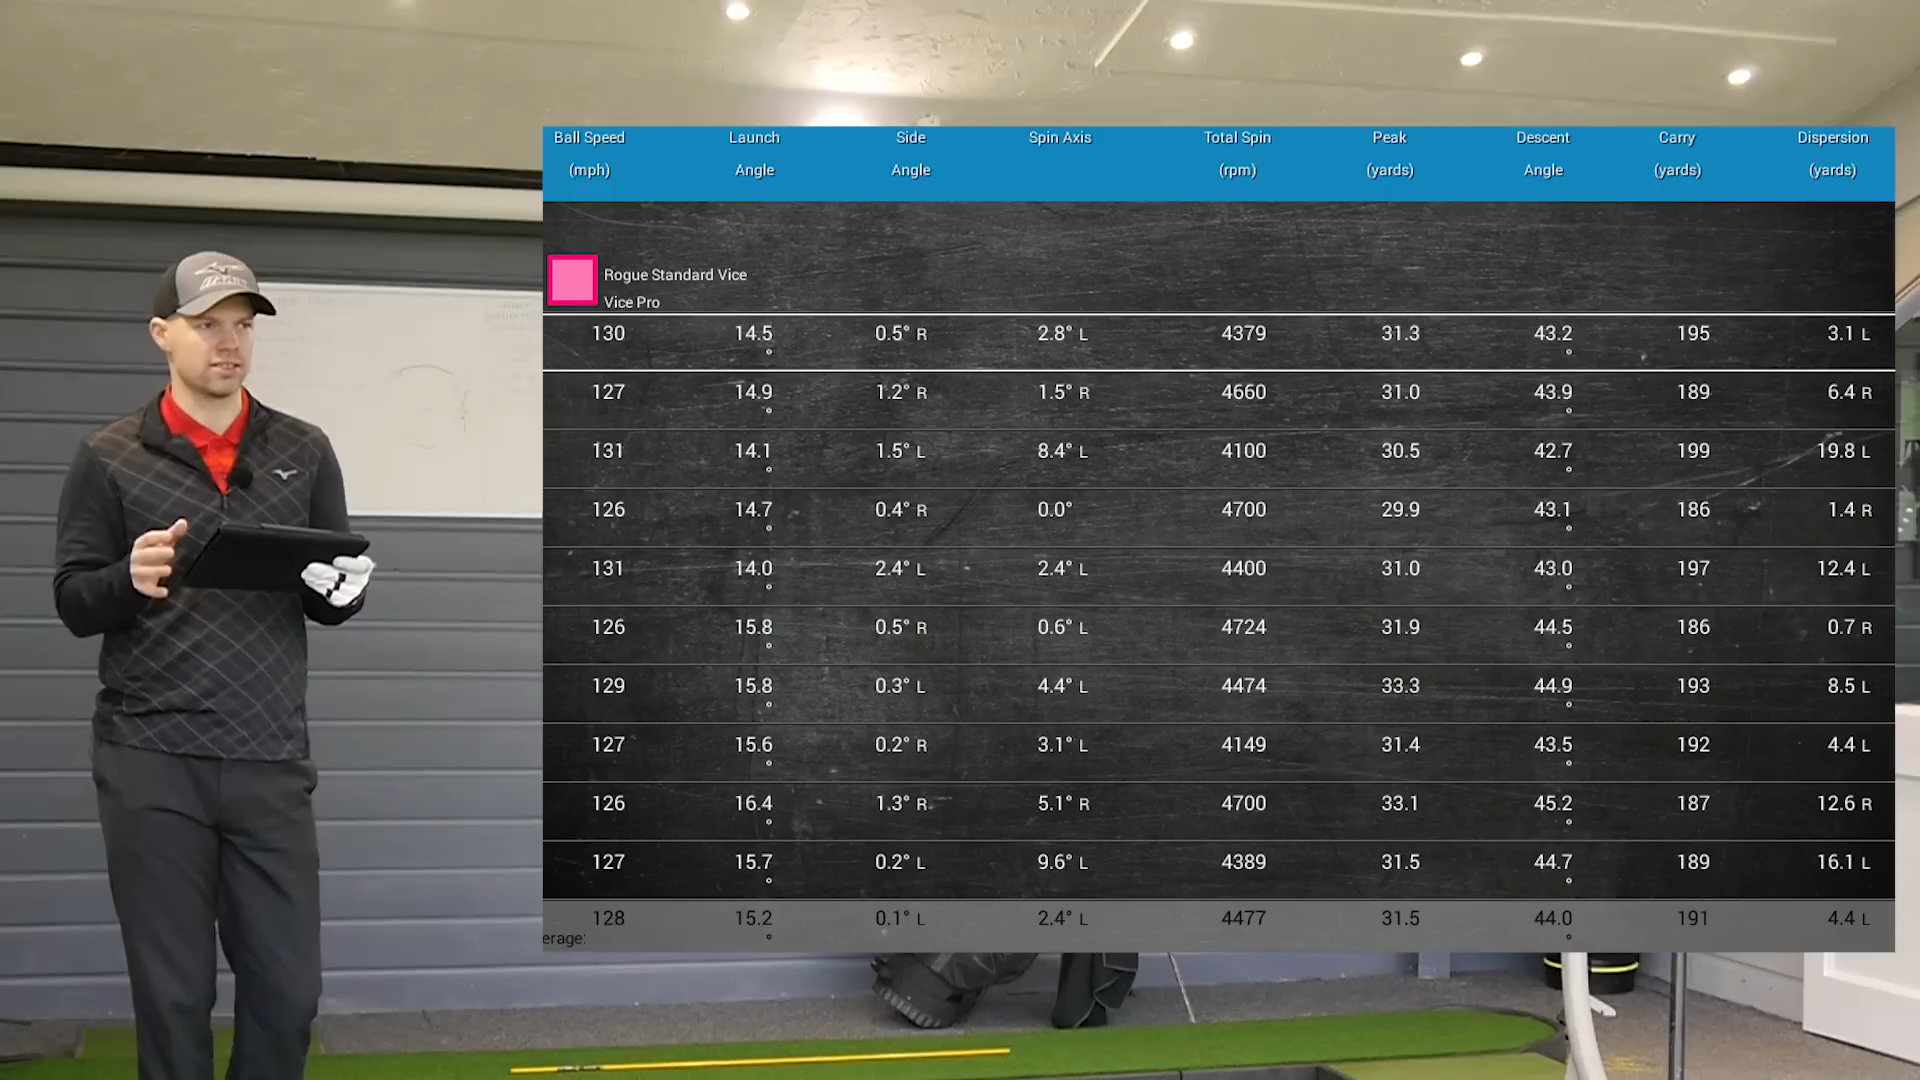 Ball Speed Launch Side Spin Axis Total Spin Peak Descent Carry Dispersion
(mph) Angle Angle (rpm) (yards) Angle (yards) (yards)
Rogue Standard Vice
Vice Pro
130 14.5° 0.5° R 2.8° L 4379 31.3 43.2° 195 3.1 L
127 14.9° 1.2° R 1.5° R 4660 31.0 43.9° 189 6.4 R
131 14.1° 1.5° L 8.4° L 4100 30.5 42.7° 199 19.8 L
126 14.7° 0.4° R 0.0° 4700 29.9 43.1° 186 1.4 R
131 14.0° 2.4° L 2.4° L 4400 31.0 43.0° 197 12.4 L
126 15.8° 0.5° R 0.6° L 4724 31.9 44.5° 186 0.7 R
129 15.8° 0.3° L 4.4° L 4474 33.3 44.9° 193 8.5 L
127 15.6° 0.2° R 3.1° L 4149 31.4 43.5° 192 4.4 L
126 16.4° 1.3° R 5.1° R 4700 33.1 45.2° 187 12.6 R
127 15.7° 0.2° L 9.6° L 4389 31.5 44.7° 189 16.1 L
128 15.2° 0.1° L 2.4° L 4477 31.5 44.0° 191 4.4 L
erage: